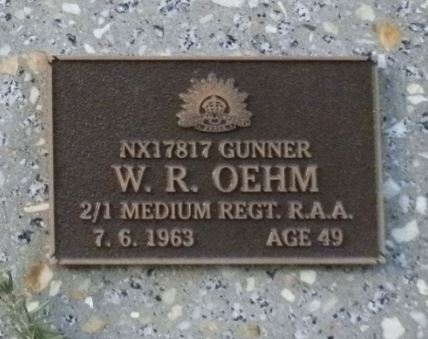 NX17817 GUNNER
W. R. OEHM
2/1 MEDIUM REGT. R.A.A.
7. 6. 1963 AGE 49